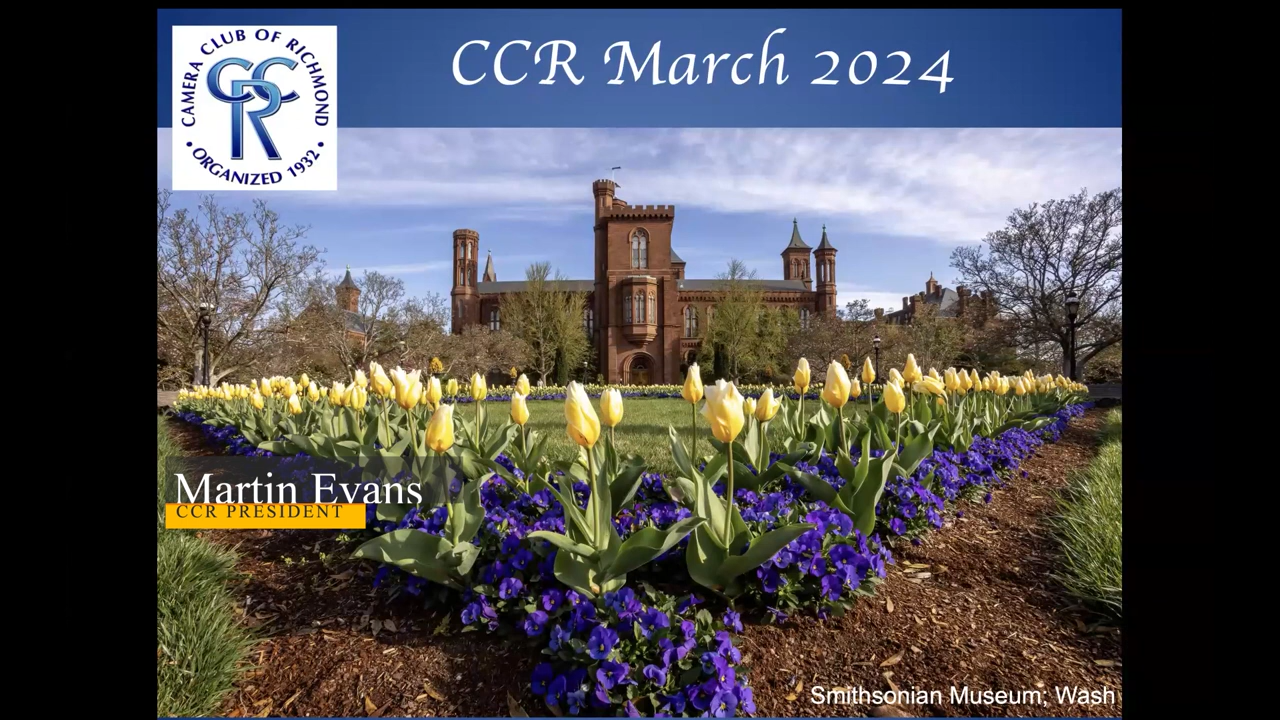 CAMERA CLUB OF RICHMOND
CCR
• ORGANIZED 1932 •
CCR March 2024
Martin Evans
CCR PRESIDENT
Smithsonian Museum; Wash